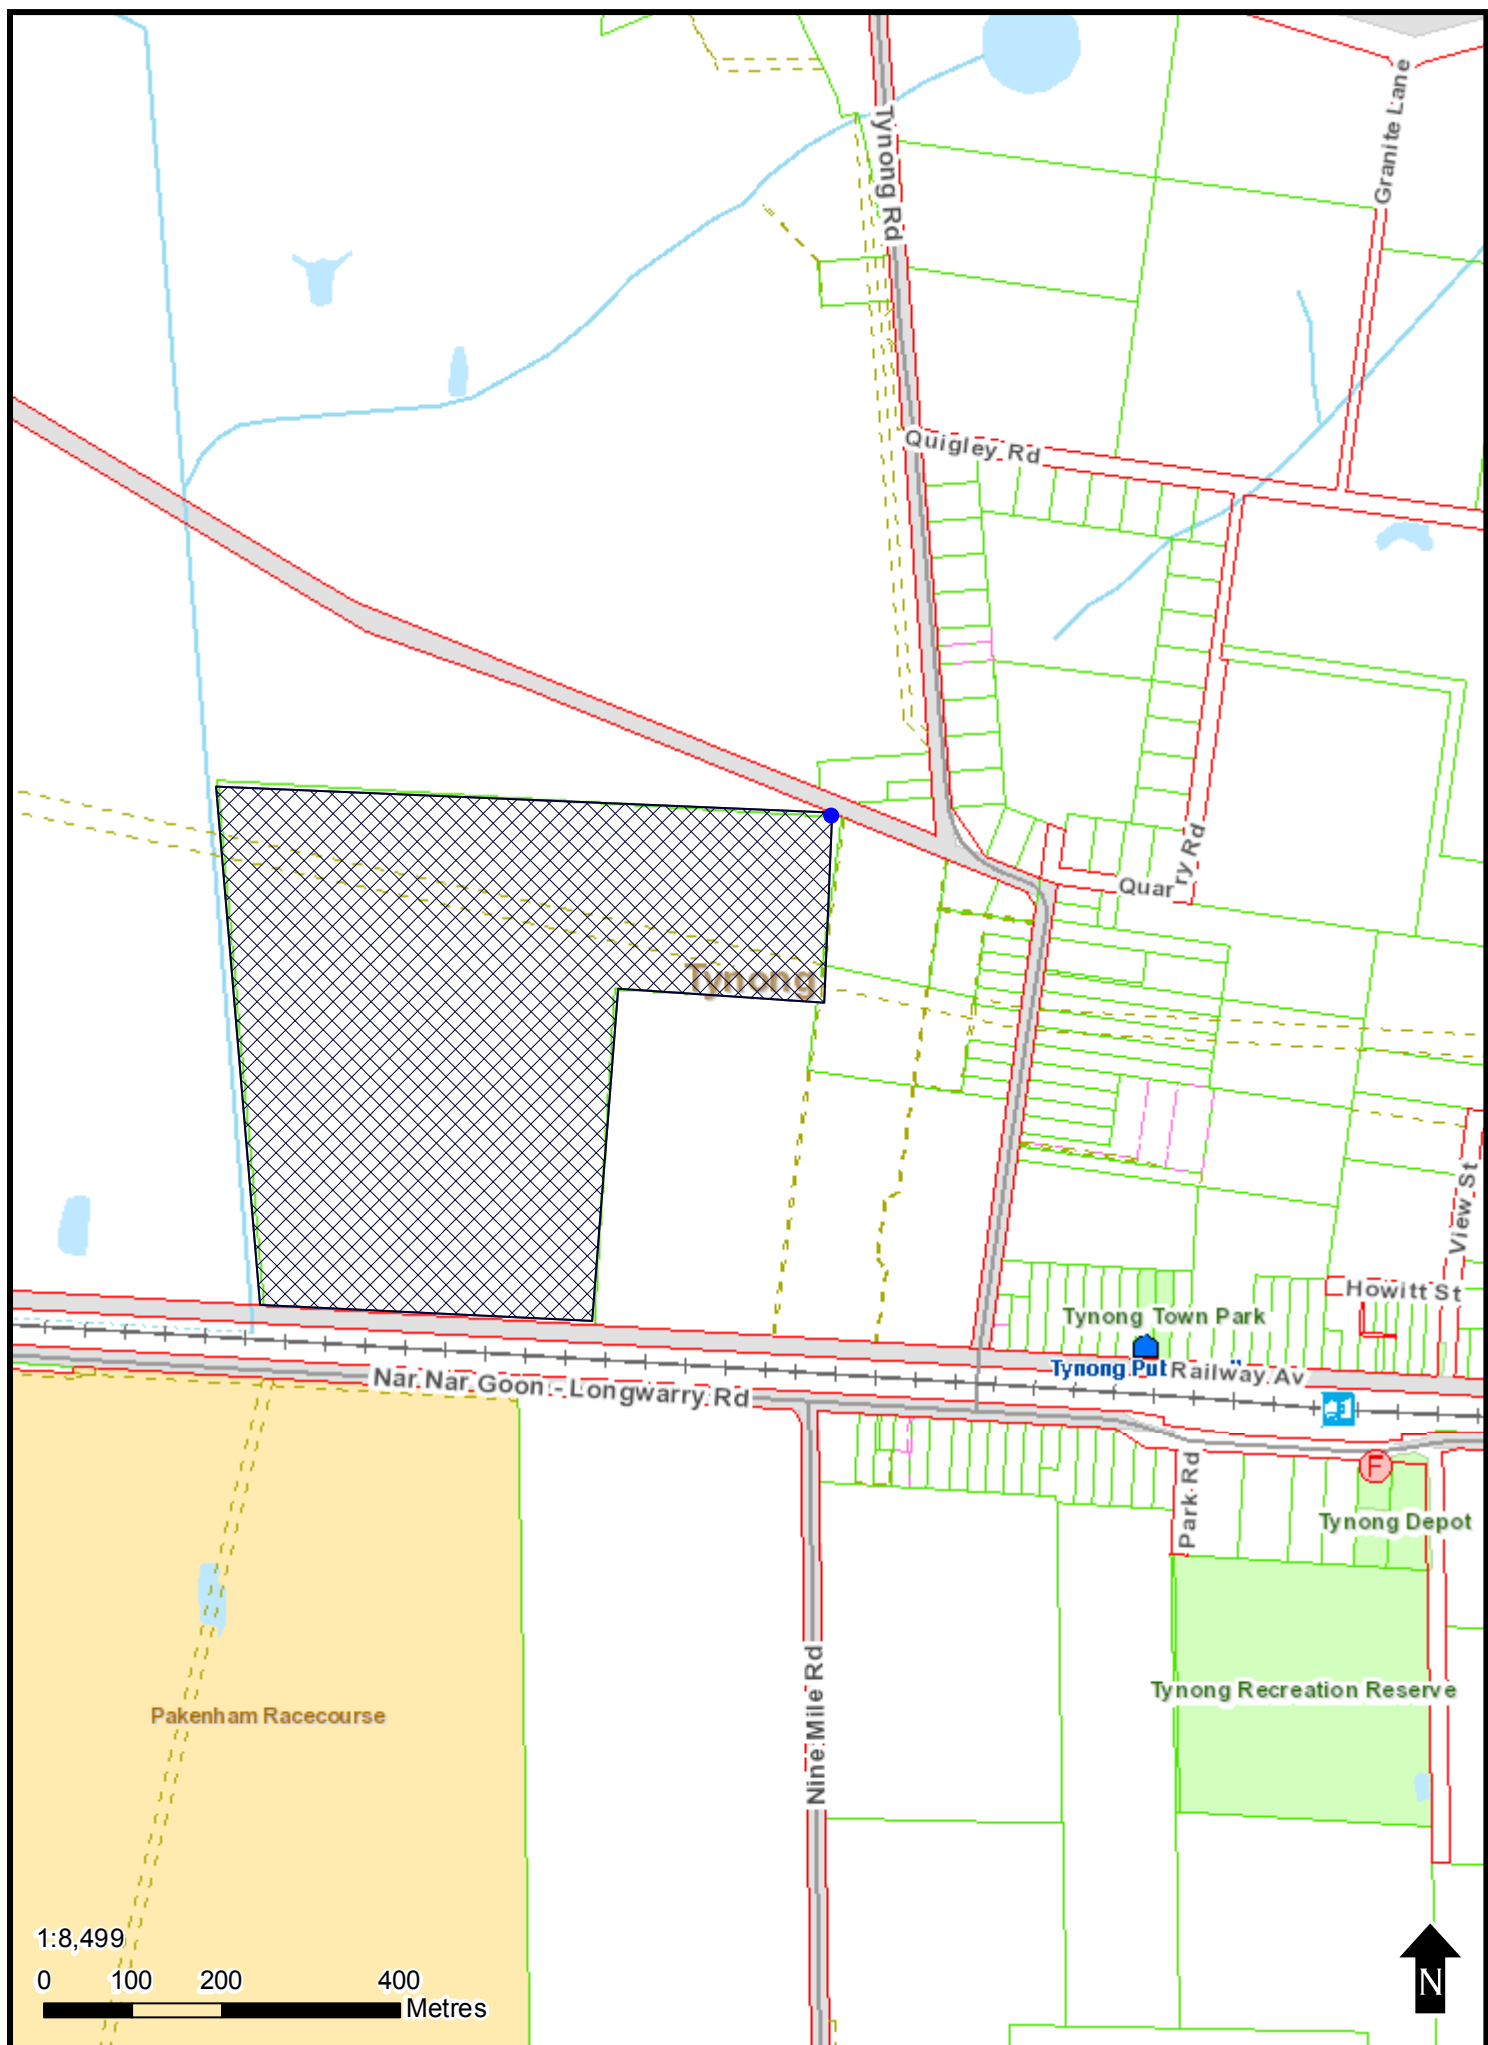 Granite Lane
Tynong Rd
Quigley Rd
Quarry Rd
Tynong
View St
Howitt St
Tynong Town Park
Tynong Put
Railway Av
Nar Nar Goon - Longwarry Rd
F
Park Rd
Tynong Depot
Nine Mile Rd
Tynong Recreation Reserve
Pakenham Racecourse
1:8,499
0 100 200 400
Metres
N